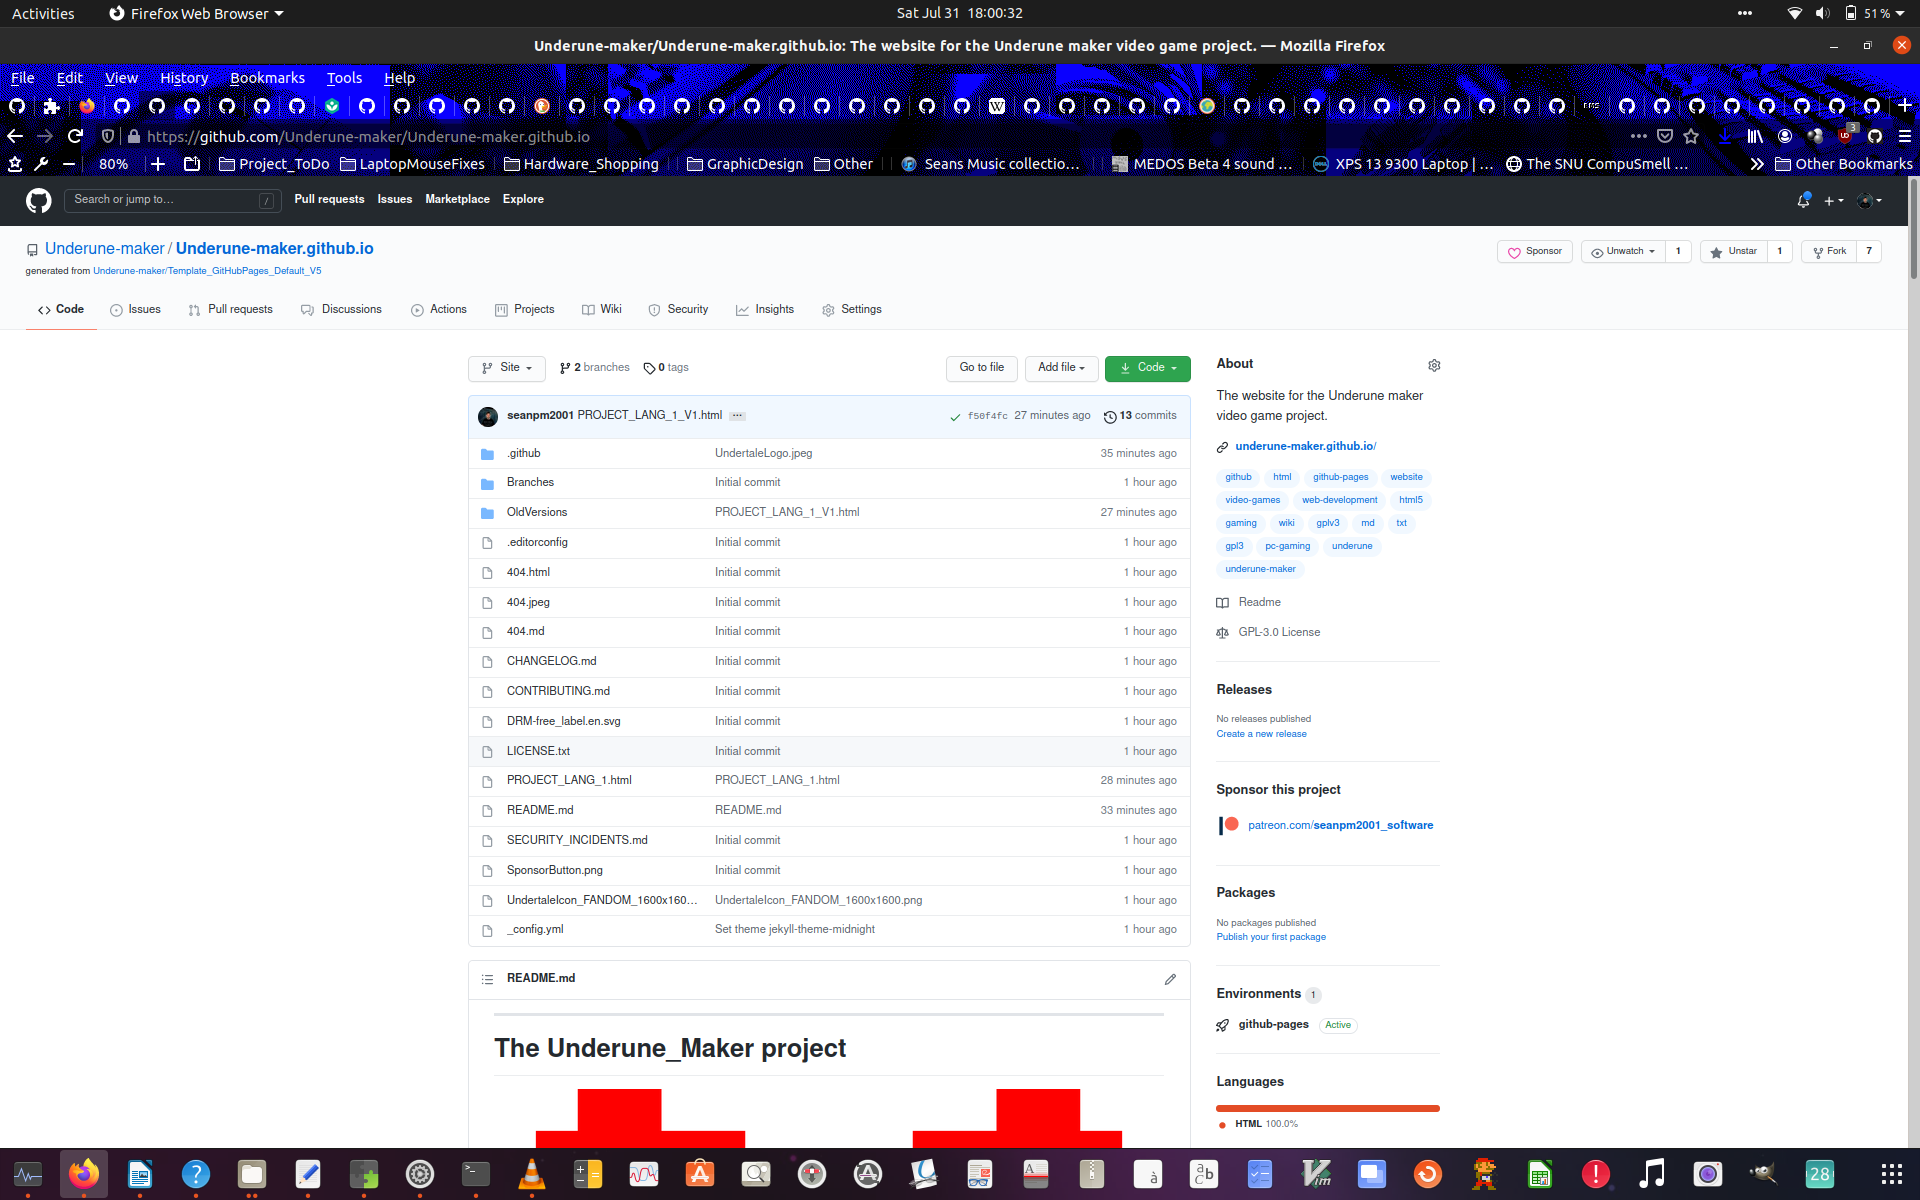 Activities Firefox Web Browser Sat Jul 31 18:00:32 51 %
Underune-maker/Underune-maker.github.io: The website for the Underune maker video game project. — Mozilla Firefox
File Edit View History Bookmarks Tools Help
https://github.com/Underune-maker/Underune-maker.github.io 3
80% Project_ToDo LaptopMouseFixes Hardware_Shopping GraphicDesign Other Seans Music collectio… MEDOS Beta 4 sound … XPS 13 9300 Laptop | … The SNU CompuSmell … Other Bookmarks
Search or jump to… / Pull requests Issues Marketplace Explore
Underune-maker / Underune-maker.github.io Sponsor Unwatch 1 Unstar 1 Fork 7
generated from Underune-maker/Template_GitHubPages_Default_V5
Code Issues Pull requests Discussions Actions Projects Wiki Security Insights Settings
Site 2 branches 0 tags Go to file Add file Code
seanpm2001 PROJECT_LANG_1_V1.html ··· f50f4fc 27 minutes ago 13 commits
.github UndertaleLogo.jpeg 35 minutes ago
Branches Initial commit 1 hour ago
OldVersions PROJECT_LANG_1_V1.html 27 minutes ago
.editorconfig Initial commit 1 hour ago
404.html Initial commit 1 hour ago
404.jpeg Initial commit 1 hour ago
404.md Initial commit 1 hour ago
CHANGELOG.md Initial commit 1 hour ago
CONTRIBUTING.md Initial commit 1 hour ago
DRM-free_label.en.svg Initial commit 1 hour ago
LICENSE.txt Initial commit 1 hour ago
PROJECT_LANG_1.html PROJECT_LANG_1.html 28 minutes ago
README.md README.md 33 minutes ago
SECURITY_INCIDENTS.md Initial commit 1 hour ago
SponsorButton.png Initial commit 1 hour ago
UndertaleIcon_FANDOM_1600x160… UndertaleIcon_FANDOM_1600x1600.png 1 hour ago
_config.yml Set theme jekyll-theme-midnight 1 hour ago
README.md
The Underune_Maker project
About
The website for the Underune maker
video game project.
underune-maker.github.io/
github html github-pages website
video-games web-development html5
gaming wiki gplv3 md txt
gpl3 pc-gaming underune
underune-maker
Readme
GPL-3.0 License
Releases
No releases published
Create a new release
Sponsor this project
patreon.com/seanpm2001_software
Packages
No packages published
Publish your first package
Environments 1
github-pages Active
Languages
HTML 100.0%
28